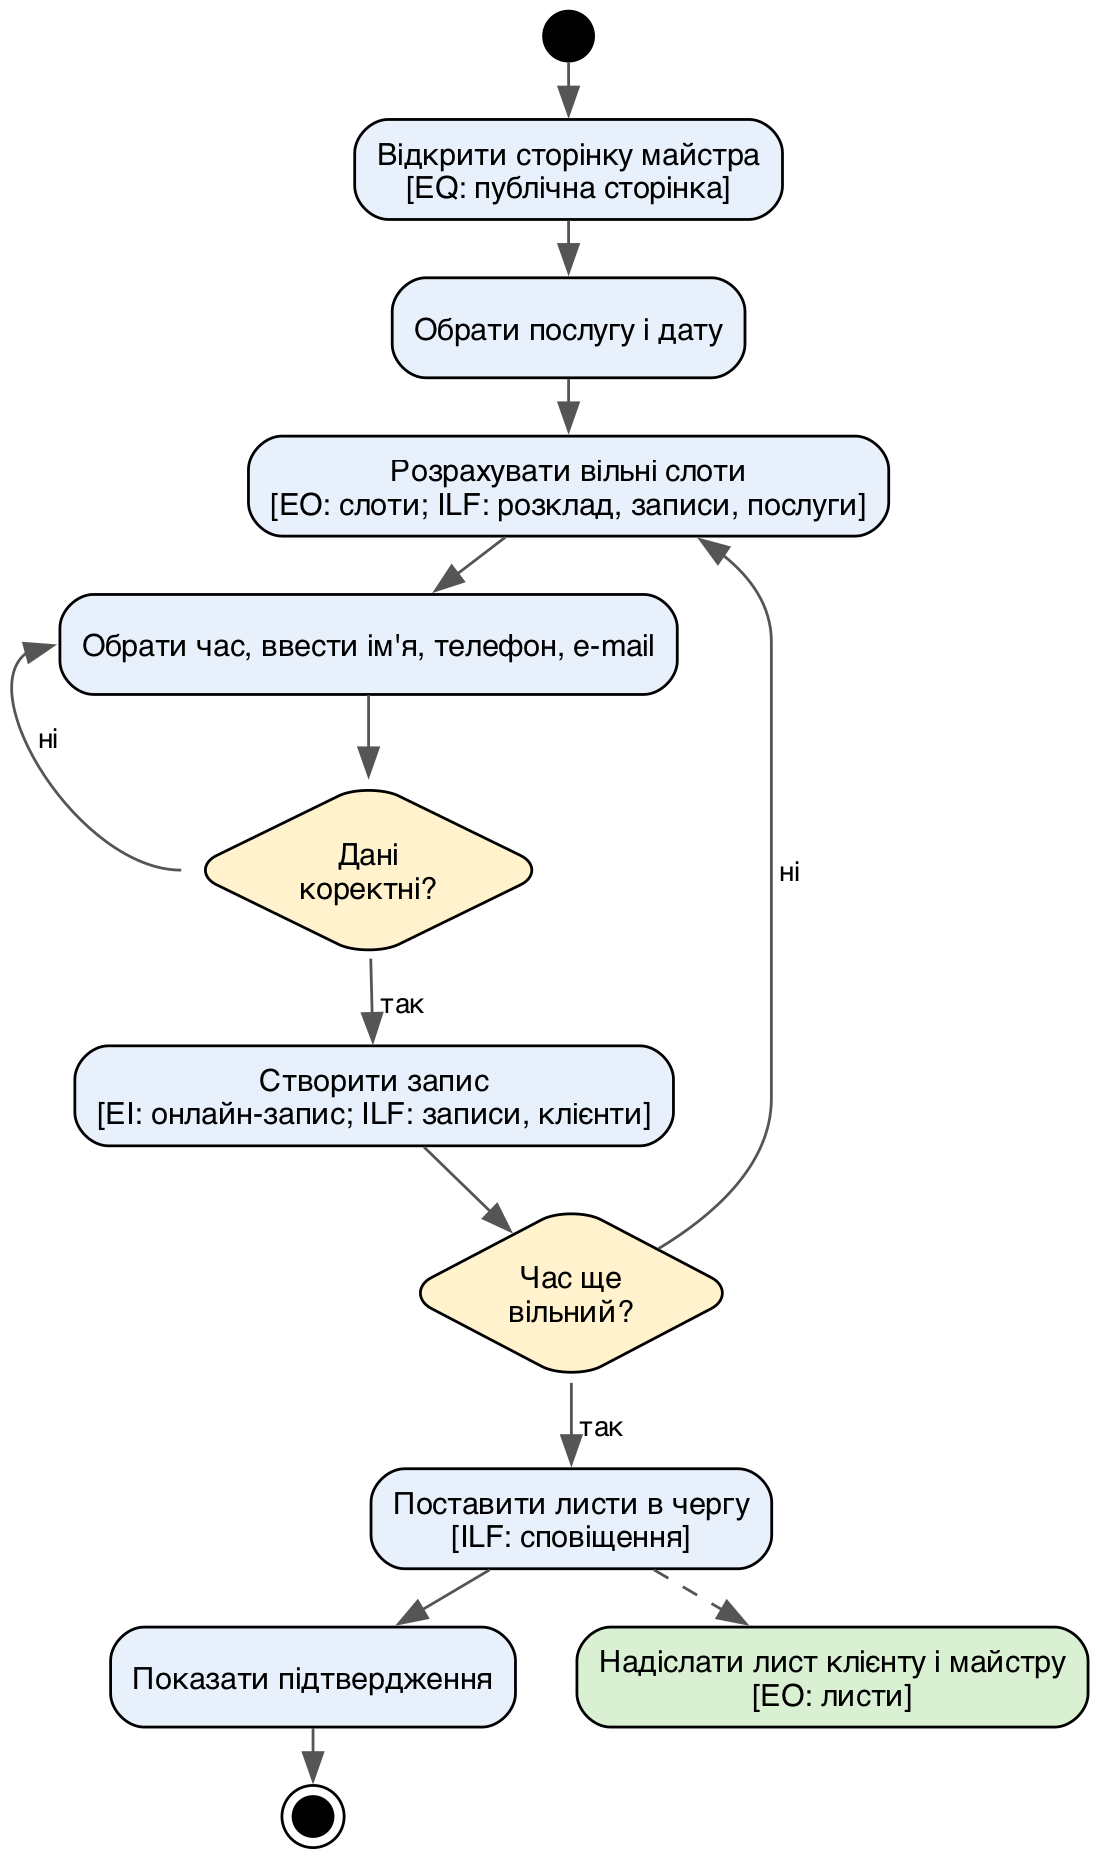 Відкрити сторінку майстра
[EQ: публічна сторінка]
Обрати послугу і дату
Розрахувати вільні слоти
[EO: слоти; ILF: розклад, записи, послуги]
Обрати час, ввести ім'я, телефон, e-mail
ні
Дані
коректні?
ні
так
Створити запис
[EI: онлайн-запис; ILF: записи, клієнти]
Час ще
вільний?
так
Поставити листи в чергу
[ILF: сповіщення]
Показати підтвердження
Надіслати лист клієнту і майстру
[EO: листи]